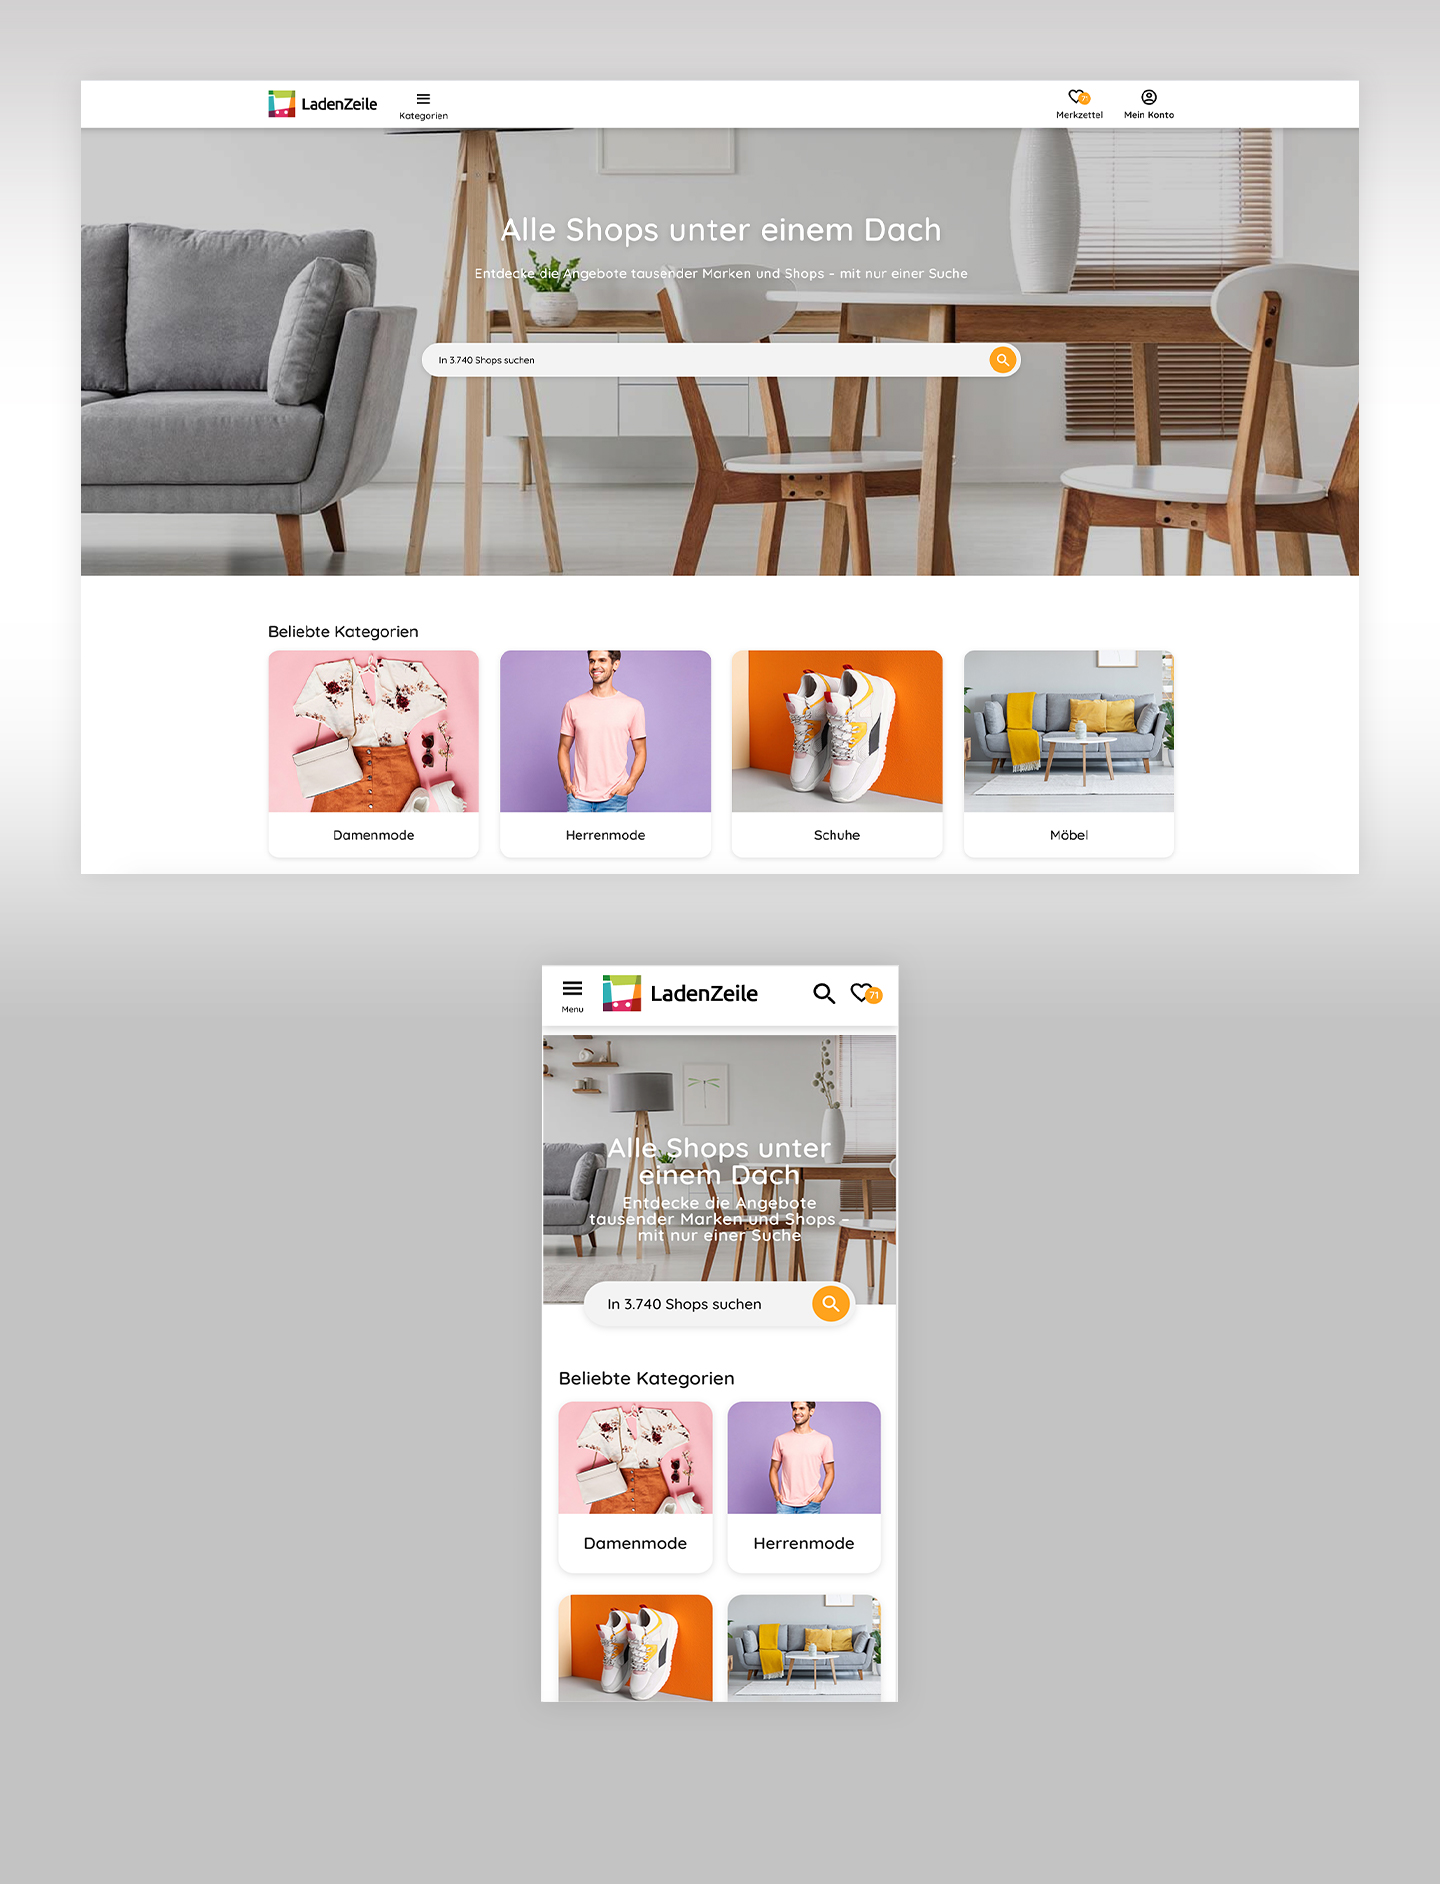 LadenZeile
Kategorien
71
Merkzettel
Mein Konto
Alle Shops unter einem Dach
Entdecke die Angebote tausender Marken und Shops – mit nur einer Suche
In 3.740 Shops suchen
Beliebte Kategorien
Damenmode
Herrenmode
Schuhe
Möbel
Menu
LadenZeile
71
Alle Shops unter
einem Dach
Entdecke die Angebote
tausender Marken und Shops –
mit nur einer Suche
In 3.740 Shops suchen
Beliebte Kategorien
Damenmode
Herrenmode